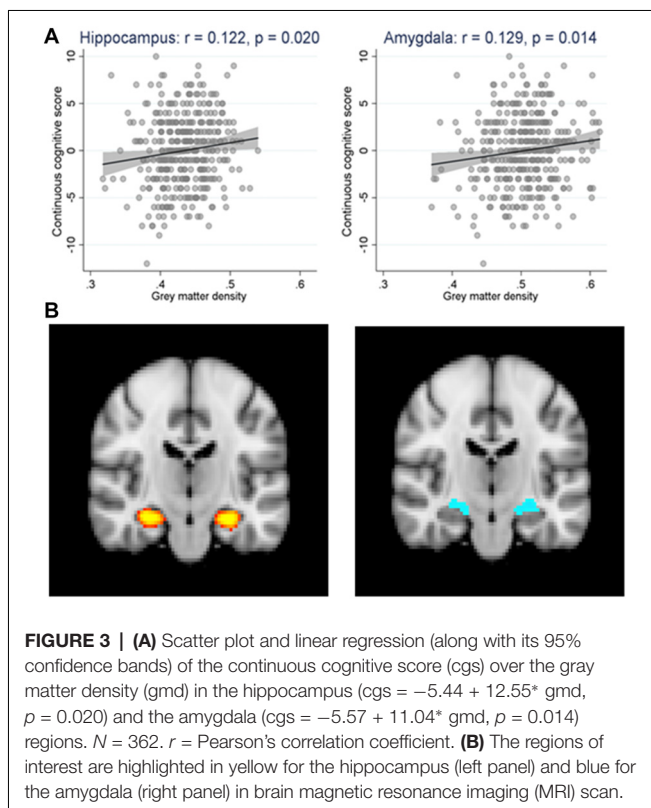 A
Hippocampus: r = 0.122, p = 0.020
Amygdala: r = 0.129, p = 0.014
Continuous cognitive score
10
5
0
-5
-10
.3
.4
.5
.6
Grey matter density
Continuous cognitive score
10
5
0
-5
-10
.3
.4
.5
.6
Grey matter density
B
FIGURE 3 | (A) Scatter plot and linear regression (along with its 95%
confidence bands) of the continuous cognitive score (cgs) over the gray
matter density (gmd) in the hippocampus (cgs = −5.44 + 12.55* gmd,
p = 0.020) and the amygdala (cgs = −5.57 + 11.04* gmd, p = 0.014)
regions. N = 362. r = Pearson's correlation coefficient. (B) The regions of
interest are highlighted in yellow for the hippocampus (left panel) and blue for
the amygdala (right panel) in brain magnetic resonance imaging (MRI) scan.